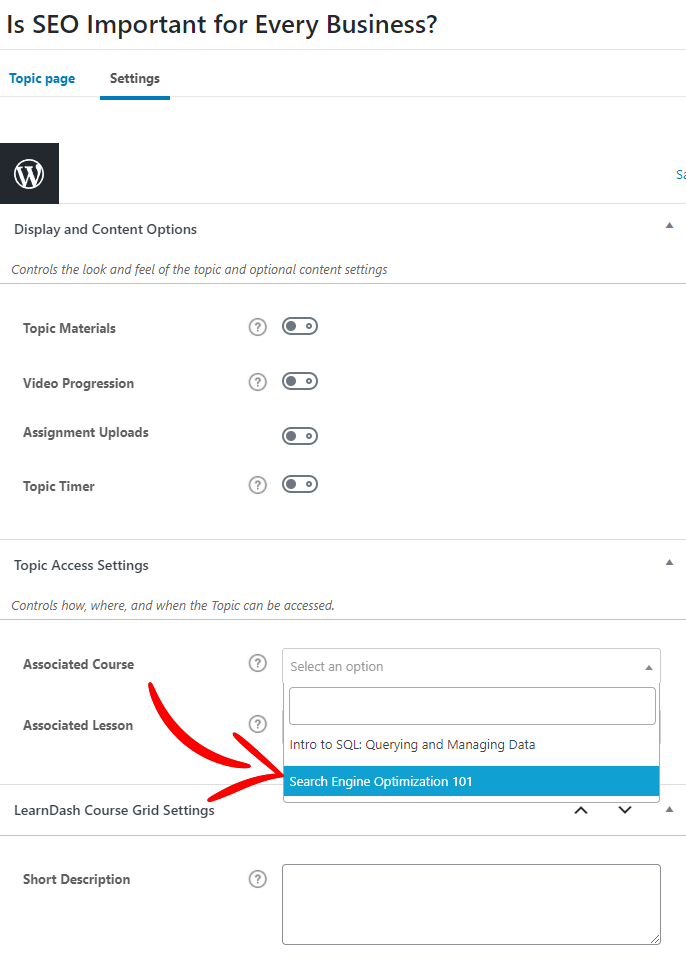 Is SEO Important for Every Business?
Topic page Settings
Display and Content Options
Controls the look and feel of the topic and optional content settings
Topic Materials ?
Video Progression ?
Assignment Uploads
Topic Timer ?
Topic Access Settings
Controls how, where, and when the Topic can be accessed.
Associated Course ? Select an option
Associated Lesson ?
Intro to SQL: Querying and Managing Data
Search Engine Optimization 101
LearnDash Course Grid Settings
Short Description ?